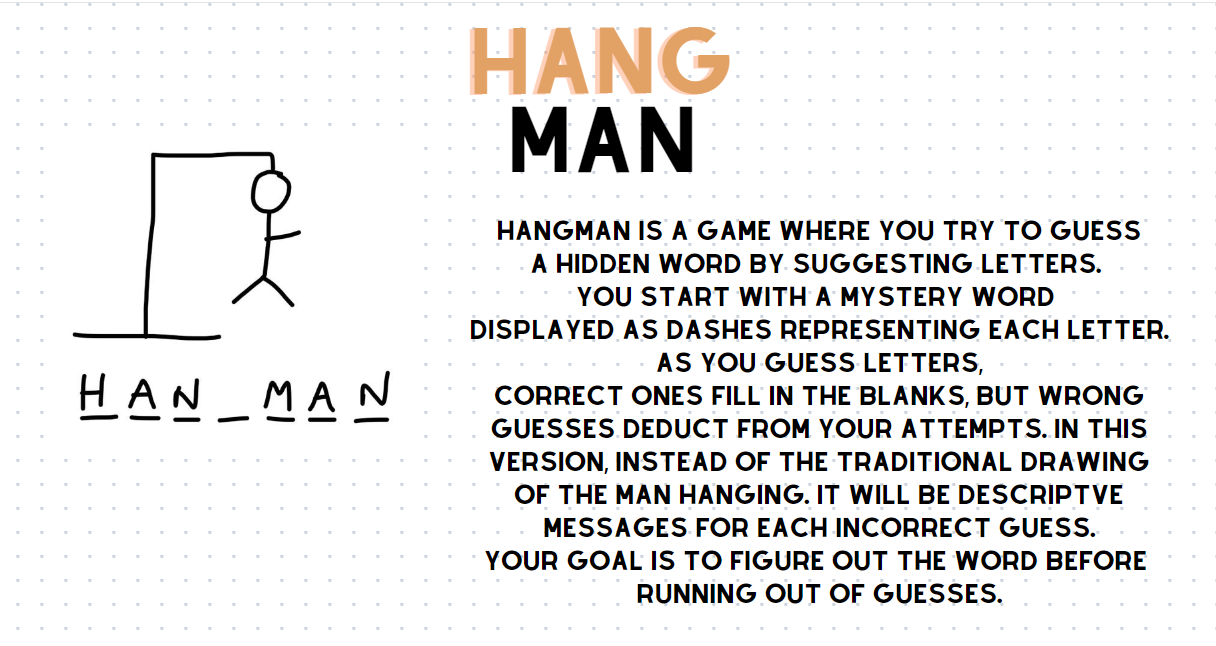 HANG
MAN
HAN_MAN
HANGMAN IS A GAME WHERE YOU TRY TO GUESS
A HIDDEN WORD BY SUGGESTING LETTERS.
YOU START WITH A MYSTERY WORD
DISPLAYED AS DASHES REPRESENTING EACH LETTER.
AS YOU GUESS LETTERS,
CORRECT ONES FILL IN THE BLANKS, BUT WRONG
GUESSES DEDUCT FROM YOUR ATTEMPTS. IN THIS
VERSION, INSTEAD OF THE TRADITIONAL DRAWING
OF THE MAN HANGING. IT WILL BE DESCRIPTVE
MESSAGES FOR EACH INCORRECT GUESS.
YOUR GOAL IS TO FIGURE OUT THE WORD BEFORE
RUNNING OUT OF GUESSES.